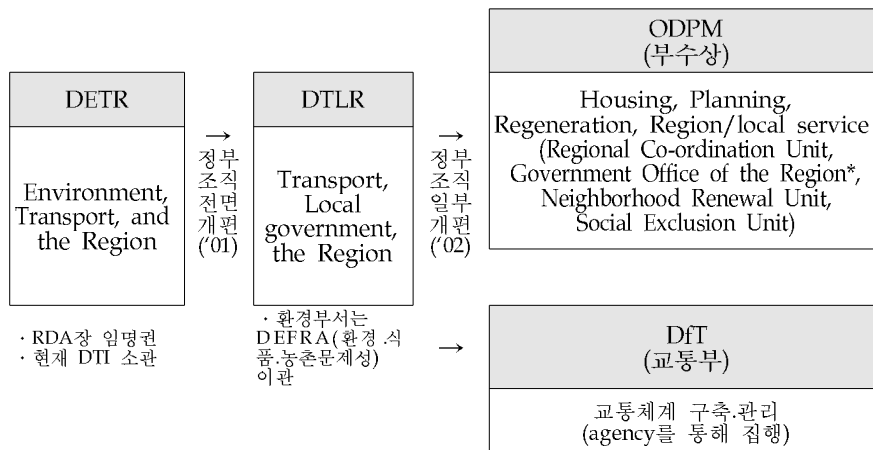 DETR
Environment,
Transport, and
the Region
· RDA장 임명권
· 현재 DTI 소관
→
정부
조직
전면
개편
('01)
DTLR
Transport,
Local
government,
the Region
· 환경부서는
DEFRA(환경.식
품.농촌문제성)
이관
→
정부
조직
일부
개편
('02)
ODPM
(부수상)
Housing, Planning,
Regeneration, Region/local service
(Regional Co-ordination Unit,
Government Office of the Region*,
Neighborhood Renewal Unit,
Social Exclusion Unit)
→
DfT
(교통부)
교통체계 구축.관리
(agency를 통해 집행)